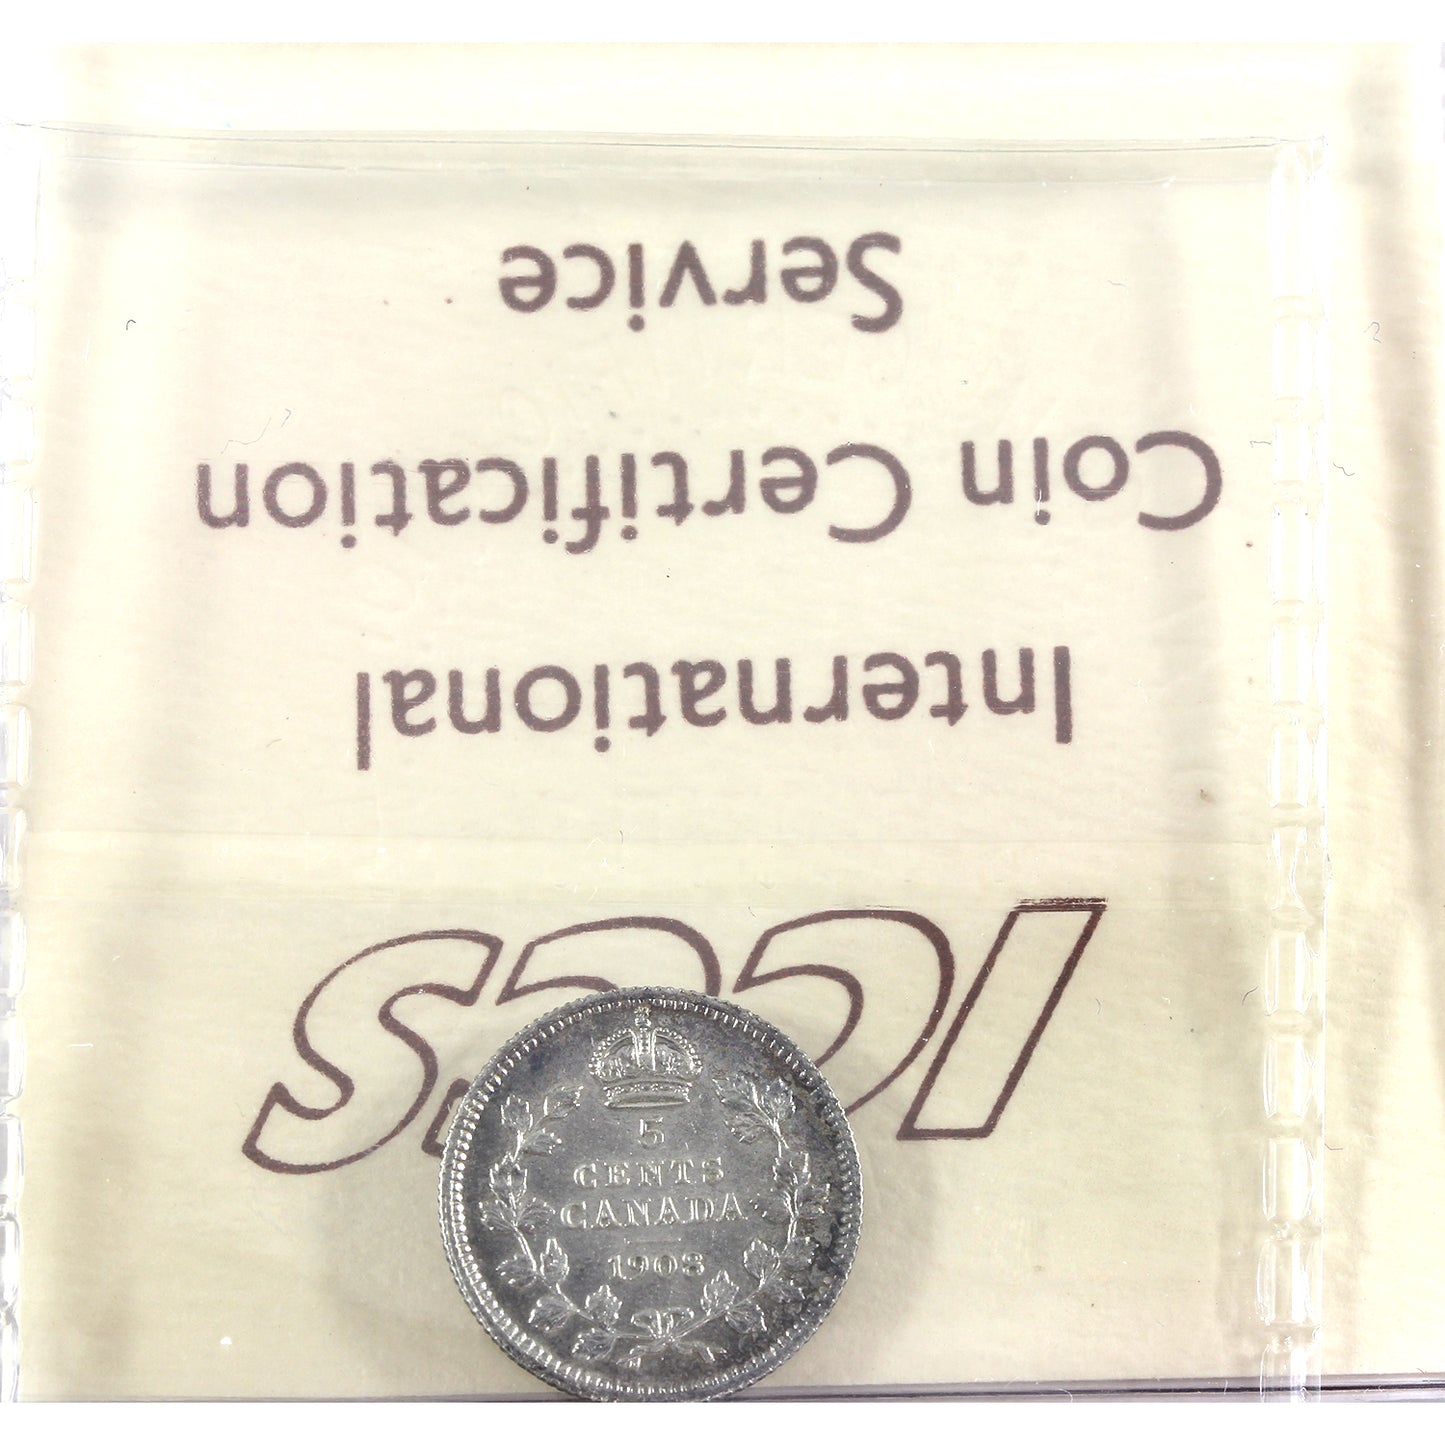 ICCS
International
Coin Certification
Service
5
CENTS
CANADA
1908